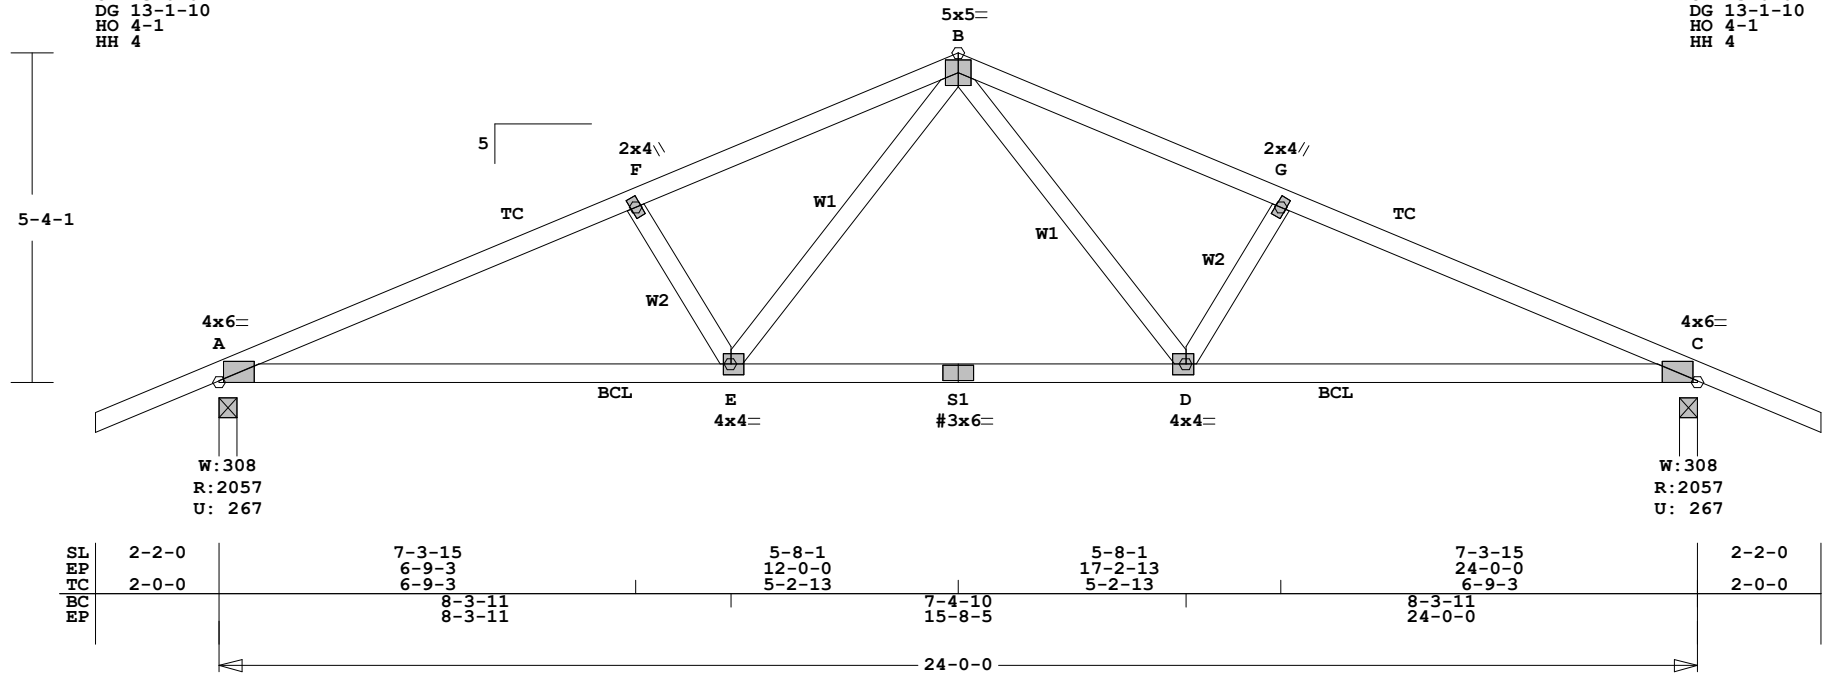 DG 13-1-10
HO 4-1
HH 4
5x5=
B
DG 13-1-10
HO 4-1
HH 4
5
2x4\\
F
2x4//
G
5-4-1
TC
W1
W1
TC
W2
W2
4x6=
A
4x6=
C
BCL
E
4x4=
S1
#3x6=
D
4x4=
BCL
W:308
R:2057
U: 267
W:308
R:2057
U: 267
SL 2-2-0 7-3-15 5-8-1 5-8-1 7-3-15 2-2-0
EP 6-9-3 12-0-0 17-2-13 24-0-0
TC 2-0-0 6-9-3 5-2-13 5-2-13 6-9-3 2-0-0
BC 8-3-11 7-4-10 8-3-11
EP 8-3-11 15-8-5 24-0-0
24-0-0